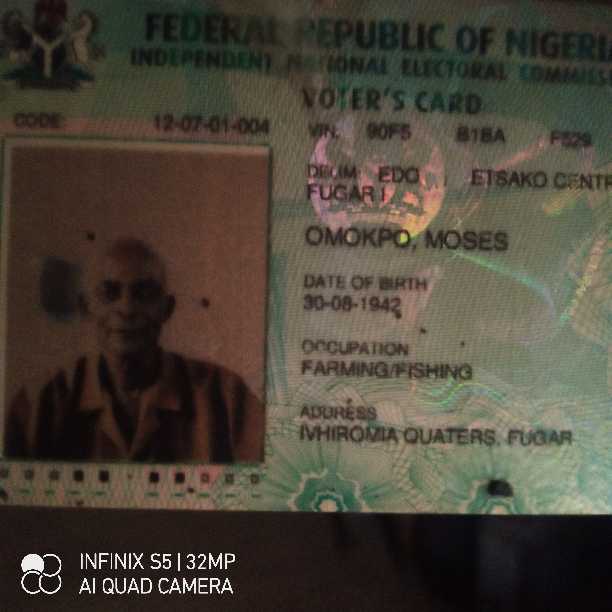 FEDERAL REPUBLIC OF NIGERI
INDEPENDENT NATIONAL ELECTORAL COMMISS
VOTER'S CARD
CODE: 12-07-01-004
VIN: 90F5 B1BA F529
DELIM: EDO ETSAKO CENTR
FUGAR I
OMOKPO, MOSES
DATE OF BIRTH
30-08-1942
OCCUPATION
FARMING/FISHING
ADDRESS
IVHIROMIA QUATERS, FUGAR
INFINIX S5 | 32MP
AI QUAD CAMERA